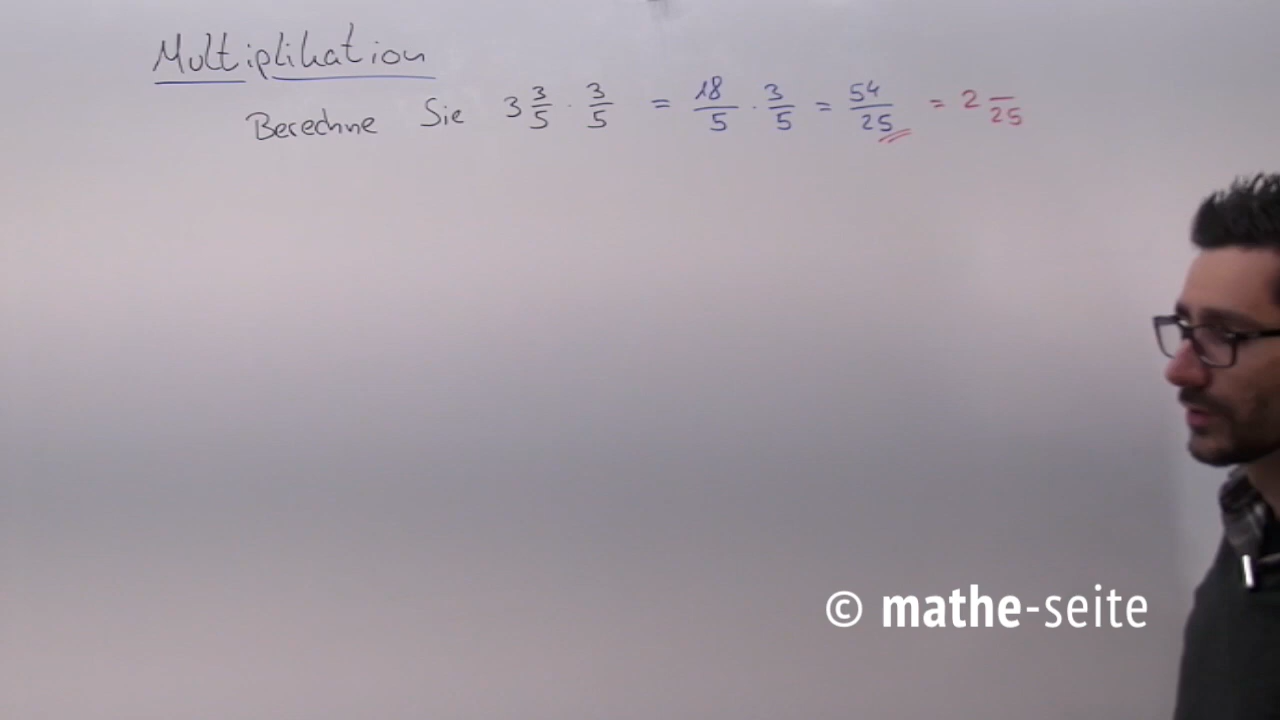 Multiplikation
Berechne Sie 3 3/5 · 3/5 = 18/5 · 3/5 = 54/25 = 2 —/25
© mathe-seite